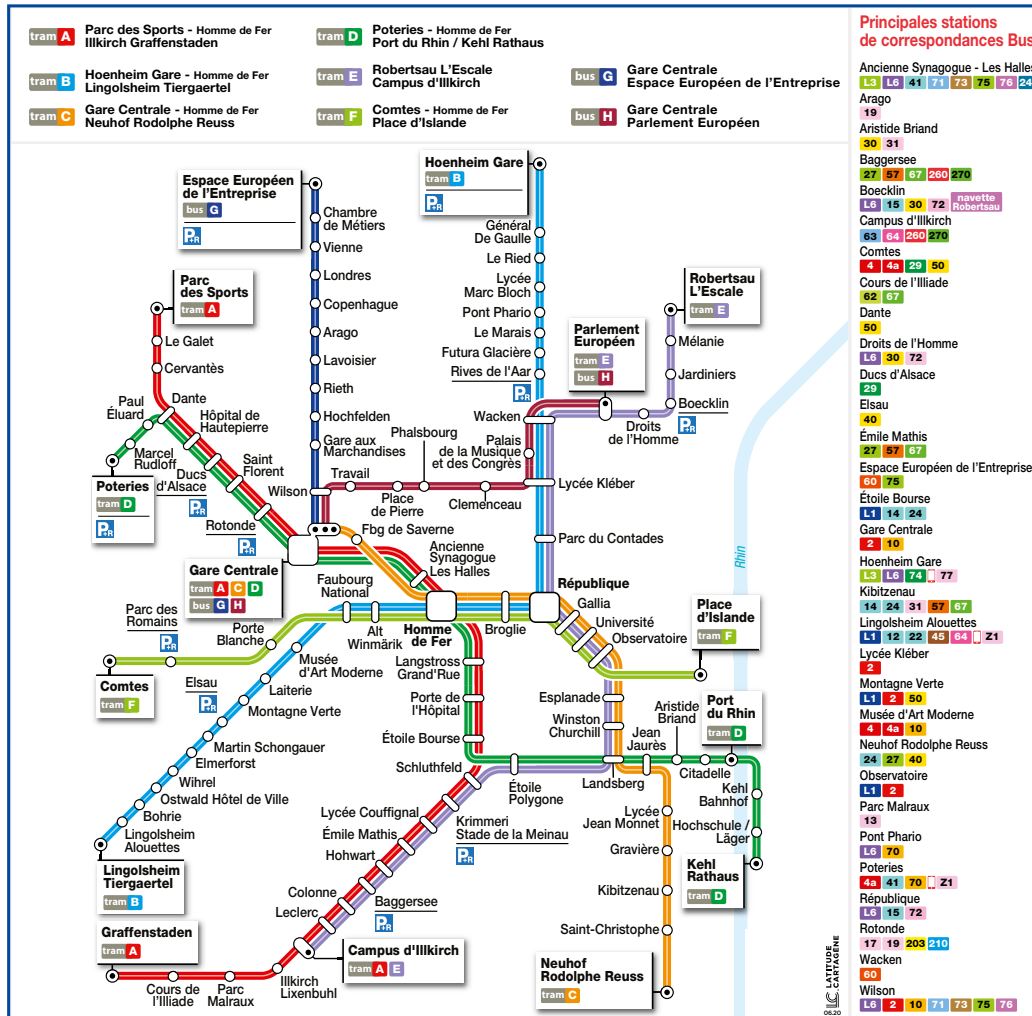 tram A Parc des Sports - Homme de Fer
Illkirch Graffenstaden
tram B Hoenheim Gare - Homme de Fer
Lingolsheim Tiergaertel
tram C Gare Centrale - Homme de Fer
Neuhof Rodolphe Reuss
tram D Poteries - Homme de Fer
Port du Rhin / Kehl Rathaus
tram E Robertsau L'Escale
Campus d'Illkirch
tram F Comtes - Homme de Fer
Place d'Islande
bus G Gare Centrale
Espace Européen de l'Entreprise
bus H Gare Centrale
Parlement Européen
Espace Européen
de l'Entreprise
bus G
P+R
Chambre
de Métiers
Vienne
Londres
Copenhague
Arago
Lavoisier
Rieth
Hochfelden
Gare aux
Marchandises
Wilson
Hoenheim Gare
tram B
P+R
Général
De Gaulle
Le Ried
Lycée
Marc Bloch
Pont Phario
Le Marais
Futura Glacière
Rives de l'Aar
P+R
Wacken
Palais
de la Musique
et des Congrès
Lycée Kléber
Parc du Contades
République
Robertsau
L'Escale
tram E
Mélanie
Jardiniers
Boecklin
P+R
Droits
de l'Homme
Parlement
Européen
tram E
bus H
Phalsbourg
Travail
Place
de Pierre
Clemenceau
Parc
des Sports
tram A
Le Galet
Cervantès
Dante
Paul
Éluard
Marcel
Rudloff
Poteries
tram D
P+R
Hôpital de
Hautepierre
Ducs
d'Alsace
P+R
Saint
Florent
Rotonde
P+R
Gare Centrale
tram A C D
bus G H
Fbg de Saverne
Ancienne
Synagogue
Les Halles
Faubourg
National
Alt
Winmärik
Homme
de Fer
Broglie
Gallia
Université
Observatoire
Place
d'Islande
tram F
Parc des
Romains
P+R
Porte
Blanche
Comtes
tram F
Musée
d'Art Moderne
Laiterie
Montagne Verte
Elsau
P+R
Martin Schongauer
Elmerforst
Wihrel
Ostwald Hôtel de Ville
Bohrie
Lingolsheim
Alouettes
Lingolsheim
Tiergaertel
tram B
Langstross
Grand'Rue
Porte de
l'Hôpital
Étoile Bourse
Schluthfeld
Étoile
Polygone
Krimmeri
Stade de la Meinau
P+R
Esplanade
Winston
Churchill
Landsberg
Jean
Jaurès
Aristide
Briand
Citadelle
Port
du Rhin
tram D
Kehl
Bahnhof
Hochschule /
Läger
Kehl
Rathaus
tram D
Lycée
Jean Monnet
Gravière
Kibitzenau
Saint-Christophe
Neuhof
Rodolphe Reuss
tram C
Lycée Couffignal
Émile Mathis
Hohwart
Baggersee
P+R
Colonne
Leclerc
Campus d'Illkirch
tram A E
Illkirch
Lixenbuhl
Parc
Malraux
Cours de
l'Illiade
Graffenstaden
tram A
Rhin
LATITUDE
CARTAGENE
06.20
Principales stations
de correspondances Bus
Ancienne Synagogue - Les Halles
L3 L6 41 71 73 75 76 24
Arago
19
Aristide Briand
30 31
Baggersee
27 57 67 260 270
Boecklin
L6 15 30 72 navette Robertsau
Campus d'Illkirch
63 64 260 270
Comtes
4 4a 29 50
Cours de l'Illiade
62 67
Dante
50
Droits de l'Homme
L6 30 72
Ducs d'Alsace
29
Elsau
40
Émile Mathis
27 57 67
Espace Européen de l'Entreprise
60 75
Étoile Bourse
L1 14 24
Gare Centrale
2 10
Hoenheim Gare
L3 L6 74 77
Kibitzenau
14 24 31 57 67
Lingolsheim Alouettes
L1 12 22 45 64 Z1
Lycée Kléber
2
Montagne Verte
L1 2 50
Musée d'Art Moderne
4 4a 10
Neuhof Rodolphe Reuss
24 27 40
Observatoire
L1 2
Parc Malraux
13
Pont Phario
L6 70
Poteries
4a 41 70 Z1
République
L6 15 72
Rotonde
17 19 203 210
Wacken
60
Wilson
L6 2 10 71 73 75 76